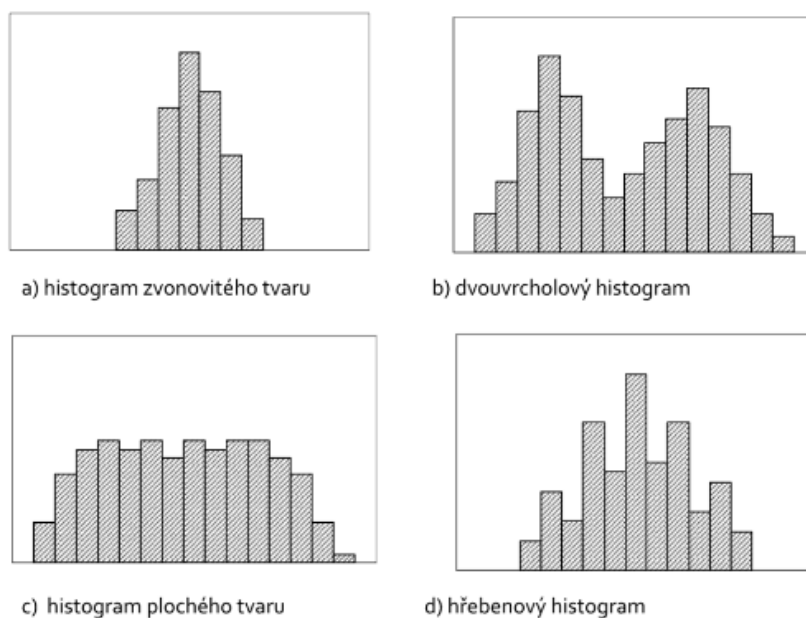 a) histogram zvonovitého tvaru
b) dvouvrcholový histogram
c) histogram plochého tvaru
d) hřebenový histogram